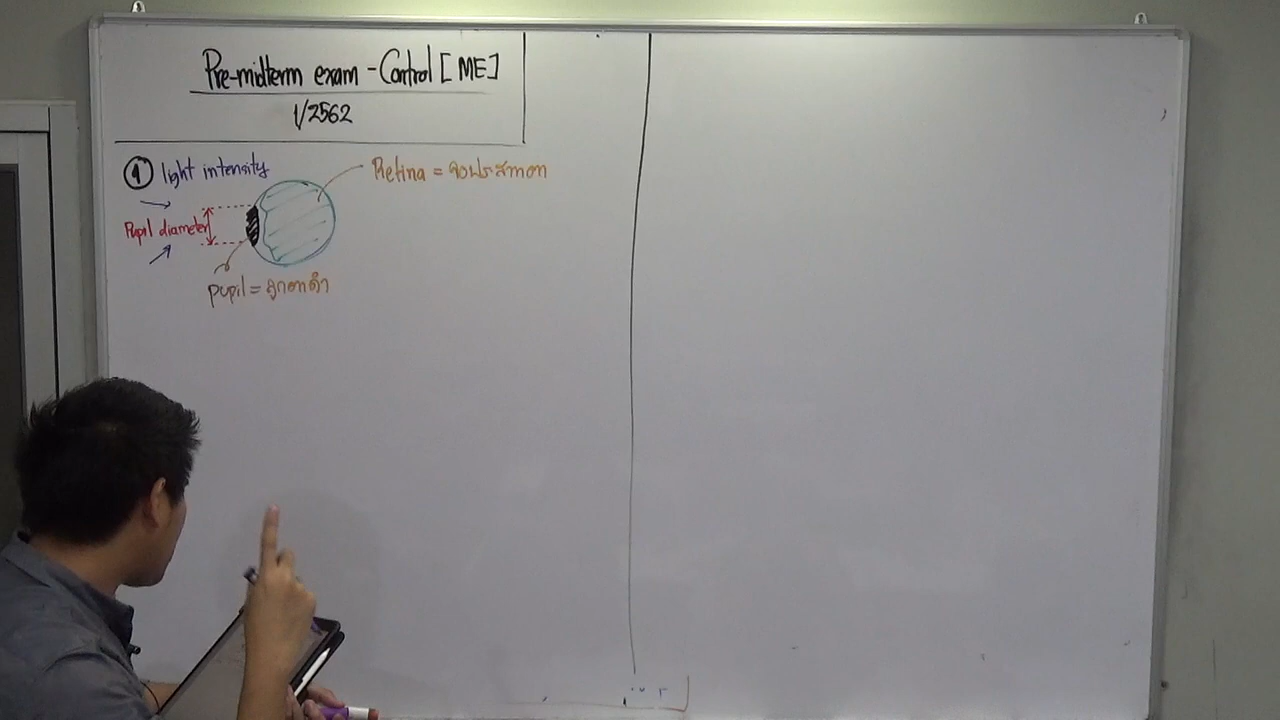 Pre-midterm exam - Control [ME]
1/2562
① light intensity
Retina = จอประสาทตา
Pupil diameter
pupil = ลูกตาดำ